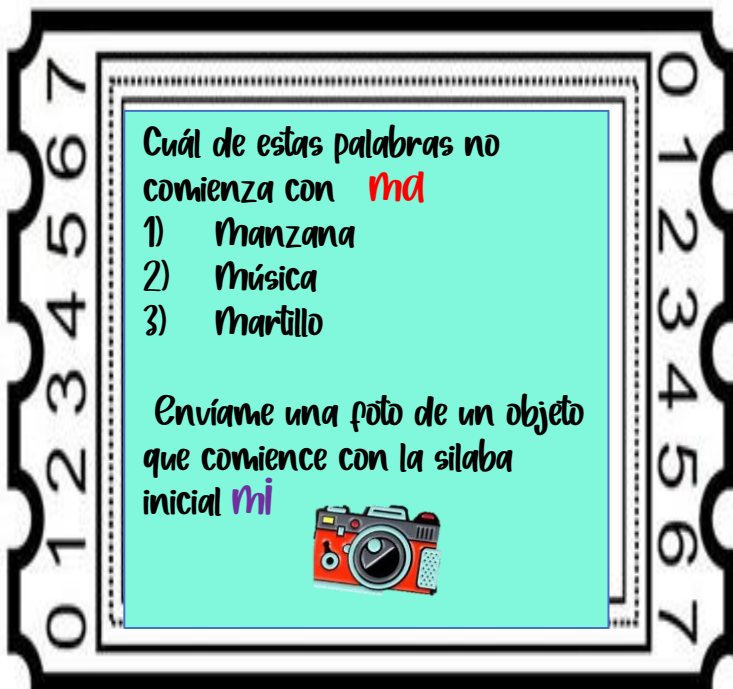 Cuál de estas palabras no
comienza con ma
1) Manzana
2) Música
3) Martillo
Envíame una foto de un objeto
que comience con la silaba
inicial mi
7 6 5 4 3 2 1 0
0 1 2 3 4 5 6 7